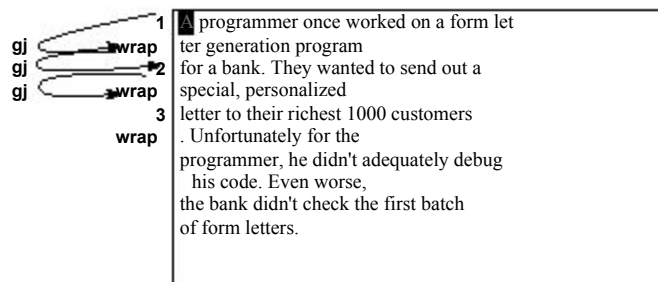 1 A programmer once worked on a form let
gj wrap ter generation program
gj 2 for a bank. They wanted to send out a
gj wrap special, personalized
3 letter to their richest 1000 customers
wrap . Unfortunately for the
programmer, he didn't adequately debug
his code. Even worse,
the bank didn't check the first batch
of form letters.